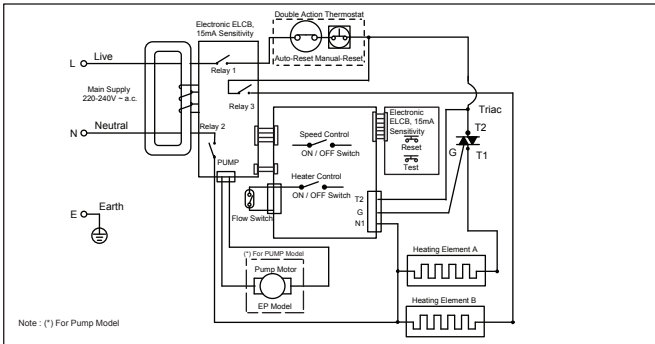 Double Action Thermostat
Electronic ELCB,
15mA Sensitivity
L
Live
Relay 1
Auto-Reset Manual-Reset
Main Supply
220-240V ~ a.c.
Relay 3
Triac
Electronic
ELCB, 15mA
Sensitivity
Reset
Test
N
Neutral
Relay 2
Speed Control
ON / OFF Switch
T2
G
T1
PUMP
Heater Control
ON / OFF Switch
Flow Switch
T2
G
N1
E
Earth
(*) For PUMP Model
Pump Motor
EP Model
Heating Element A
Heating Element B
Note : (*) For Pump Model